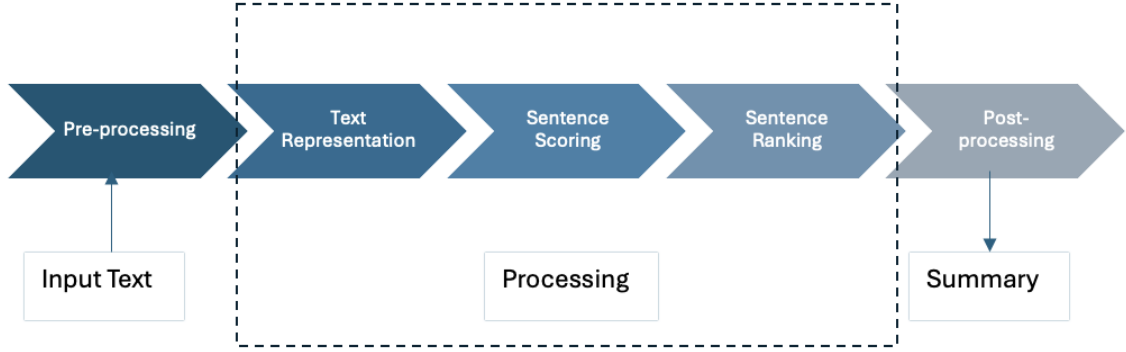 Pre-processing
Text
Representation
Sentence
Scoring
Sentence
Ranking
Post-
processing
Input Text
Processing
Summary